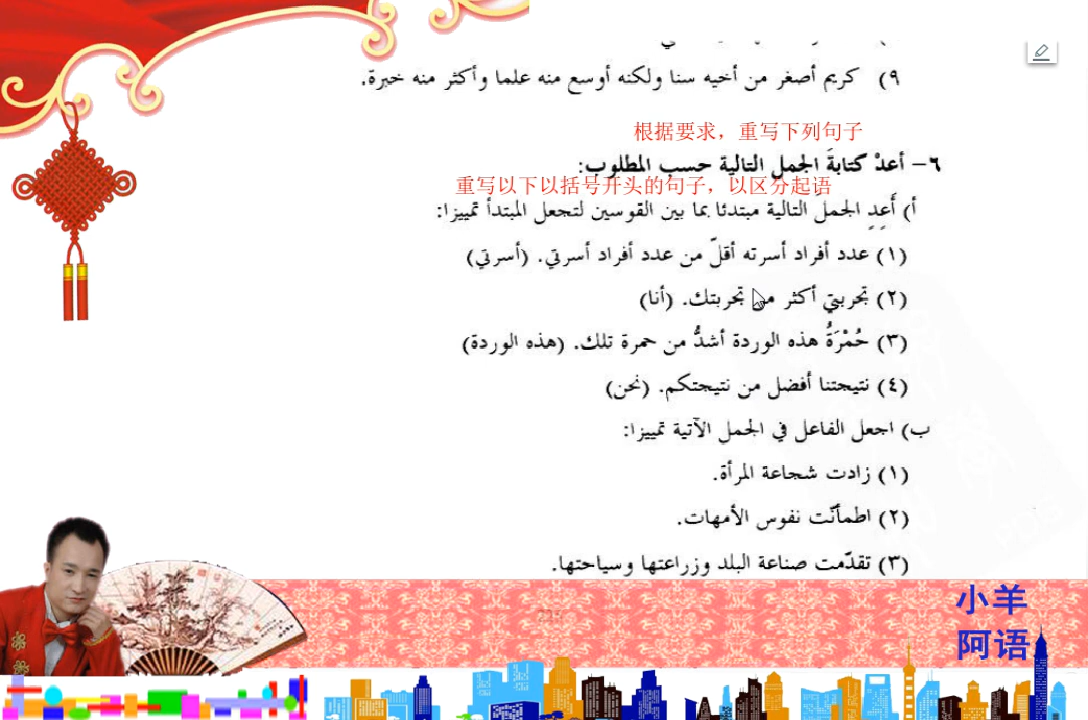 ٩) كريم أصغر من أخيه سنا ولكنه أوسع منه علما وأكثر منه خبرة.
根据要求，重写下列句子
٦– أعدْ كتابةَ الجمل التالية حسب المطلوب:
重写以下以括号开头的句子，以区分起语
أ) أَعِدِ الجمل التالية مبتدئا بما بين القوسين لتجعل المبتدأ تمييزا:
(١) عدد أفراد أسرته أقلّ من عدد أفراد أسرتي. (أسرتي)
(٢) تجربتي أكثر من تجربتك. (أنا)
(٣) حُمْرَةُ هذه الوردة أشدُّ من حمرة تلك. (هذه الوردة)
(٤) نتيجتنا أفضل من نتيجتكم. (نحن)
ب) اجعل الفاعل في الجمل الآتية تمييزا:
(١) زادت شجاعة المرأة.
(٢) اطمأنّت نفوس الأمهات.
(٣) تقدّمت صناعة البلد وزراعتها وسياحتها.
小羊
阿语